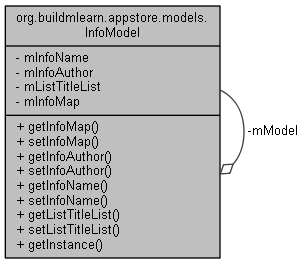 org.buildmlearn.appstore.models.
InfoModel
- mInfoName
- mInfoAuthor
- mListTitleList
- mInfoMap
+ getInfoMap()
+ setInfoMap()
+ getInfoAuthor()
+ setInfoAuthor()
+ getInfoName()
+ setInfoName()
+ getListTitleList()
+ setListTitleList()
+ getInstance()
-mModel